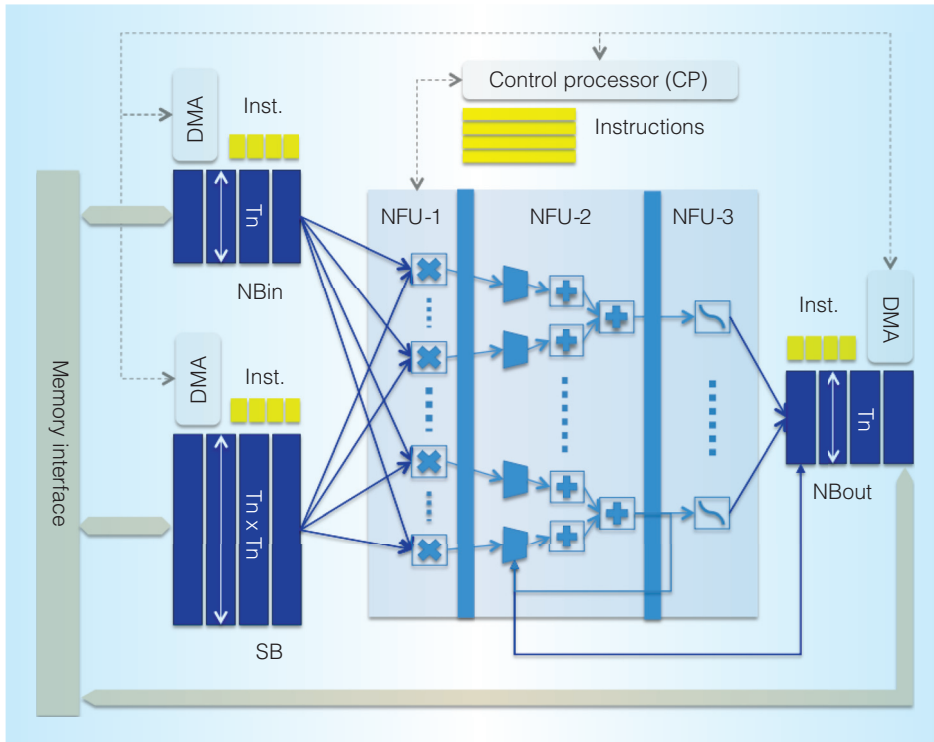 Control processor (CP)
DMA
Inst.
Instructions
Tn
NFU-1
NFU-2
NFU-3
NBin
Inst.
DMA
DMA
Inst.
Memory interface
Tn
Tn x Tn
NBout
SB